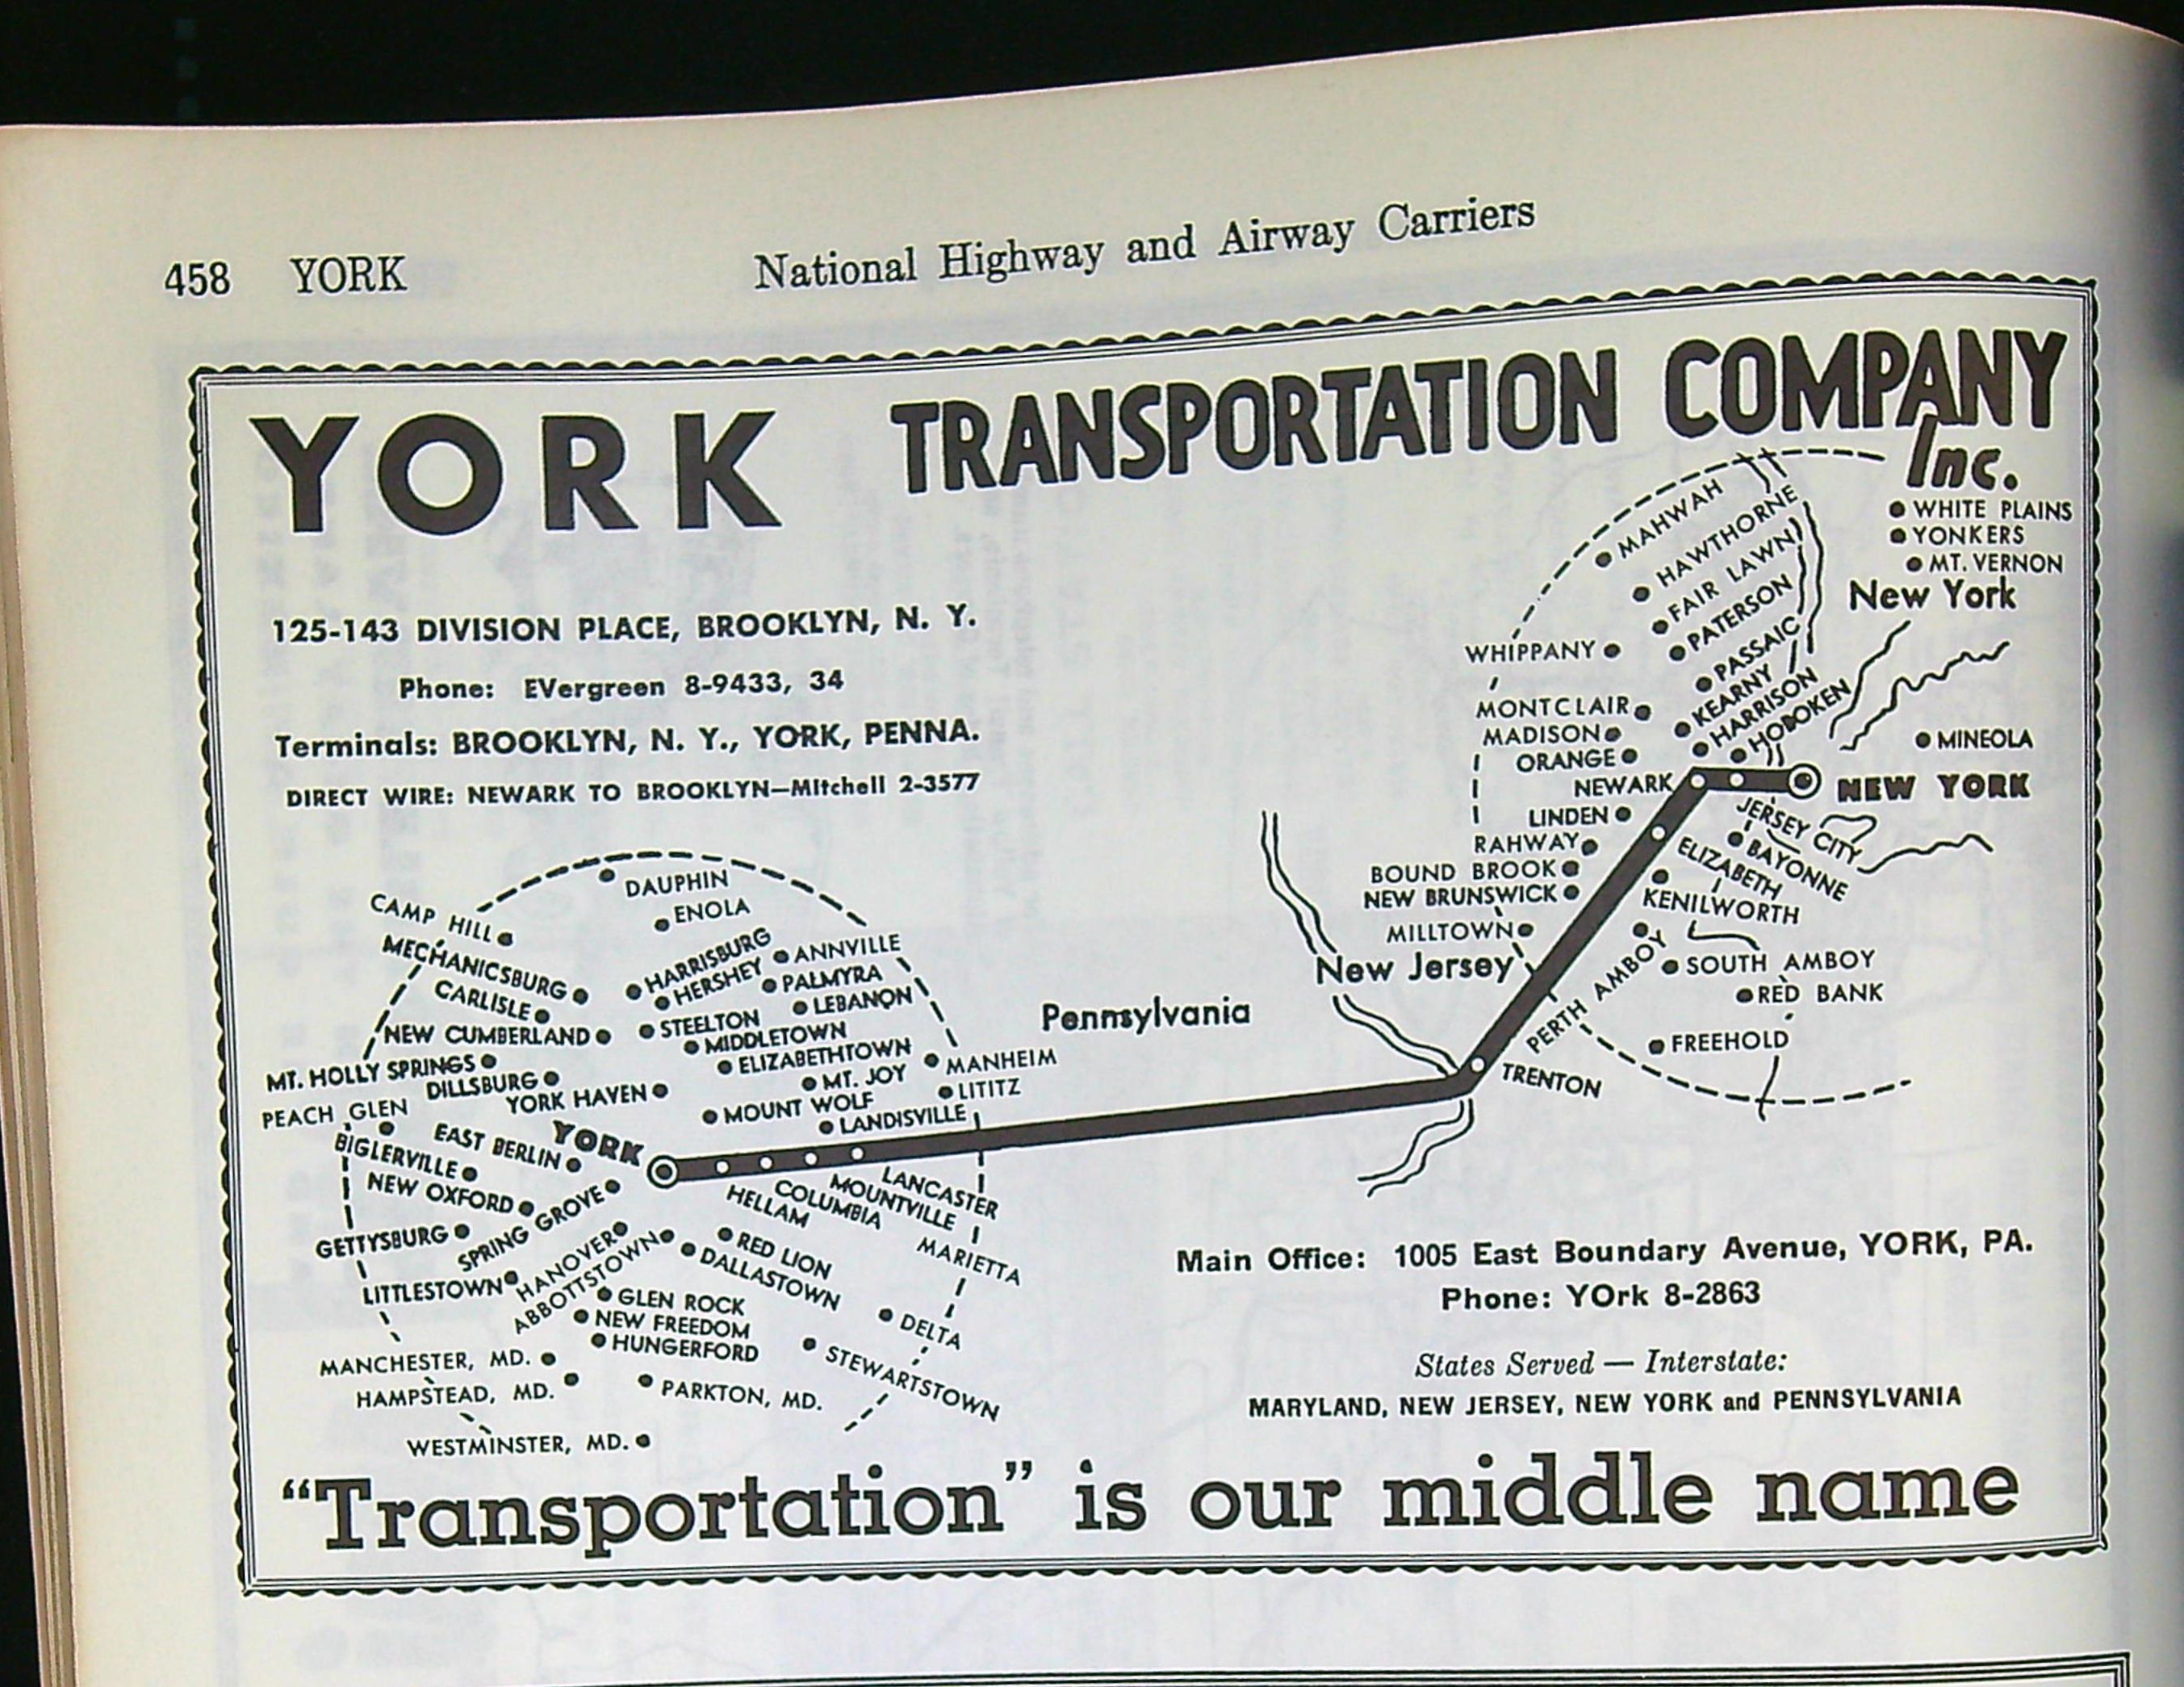 458 YORK National Highway and Airway Carriers
YORK TRANSPORTATION COMPANY
Inc.
125-143 DIVISION PLACE, BROOKLYN, N. Y.
Phone: EVergreen 8-9433, 34
Terminals: BROOKLYN, N. Y., YORK, PENNA.
DIRECT WIRE: NEWARK TO BROOKLYN—MItchell 2-3577
MAHWAH
HAWTHORNE
FAIR LAWN
PATERSON
PASSAIC
KEARNY
HARRISON
HOBOKEN
WHITE PLAINS
YONKERS
MT. VERNON
New York
WHIPPANY
MONTCLAIR
MADISON
ORANGE
NEWARK
LINDEN
RAHWAY
BOUND BROOK
NEW BRUNSWICK
MILLTOWN
New Jersey
MINEOLA
NEW YORK
JERSEY CITY
BAYONNE
ELIZABETH
KENILWORTH
PERTH AMBOY
SOUTH AMBOY
RED BANK
FREEHOLD
TRENTON
Pennsylvania
DAUPHIN
ENOLA
CAMP HILL
MECHANICSBURG
CARLISLE
NEW CUMBERLAND
MT. HOLLY SPRINGS
DILLSBURG
YORK HAVEN
PEACH GLEN
BIGLERVILLE
EAST BERLIN
YORK
NEW OXFORD
GETTYSBURG
SPRING GROVE
LITTLESTOWN
HANOVER
ABBOTTSTOWN
HARRISBURG
HERSHEY
ANNVILLE
PALMYRA
LEBANON
STEELTON
MIDDLETOWN
ELIZABETHTOWN
MT. JOY
MANHEIM
LITITZ
MOUNT WOLF
LANDISVILLE
HELLAM
COLUMBIA
MOUNTVILLE
LANCASTER
MARIETTA
RED LION
DALLASTOWN
GLEN ROCK
NEW FREEDOM
HUNGERFORD
DELTA
STEWARTSTOWN
MANCHESTER, MD.
HAMPSTEAD, MD.
PARKTON, MD.
WESTMINSTER, MD.
Main Office: 1005 East Boundary Avenue, YORK, PA.
Phone: YOrk 8-2863
States Served — Interstate:
MARYLAND, NEW JERSEY, NEW YORK and PENNSYLVANIA
"Transportation" is our middle name